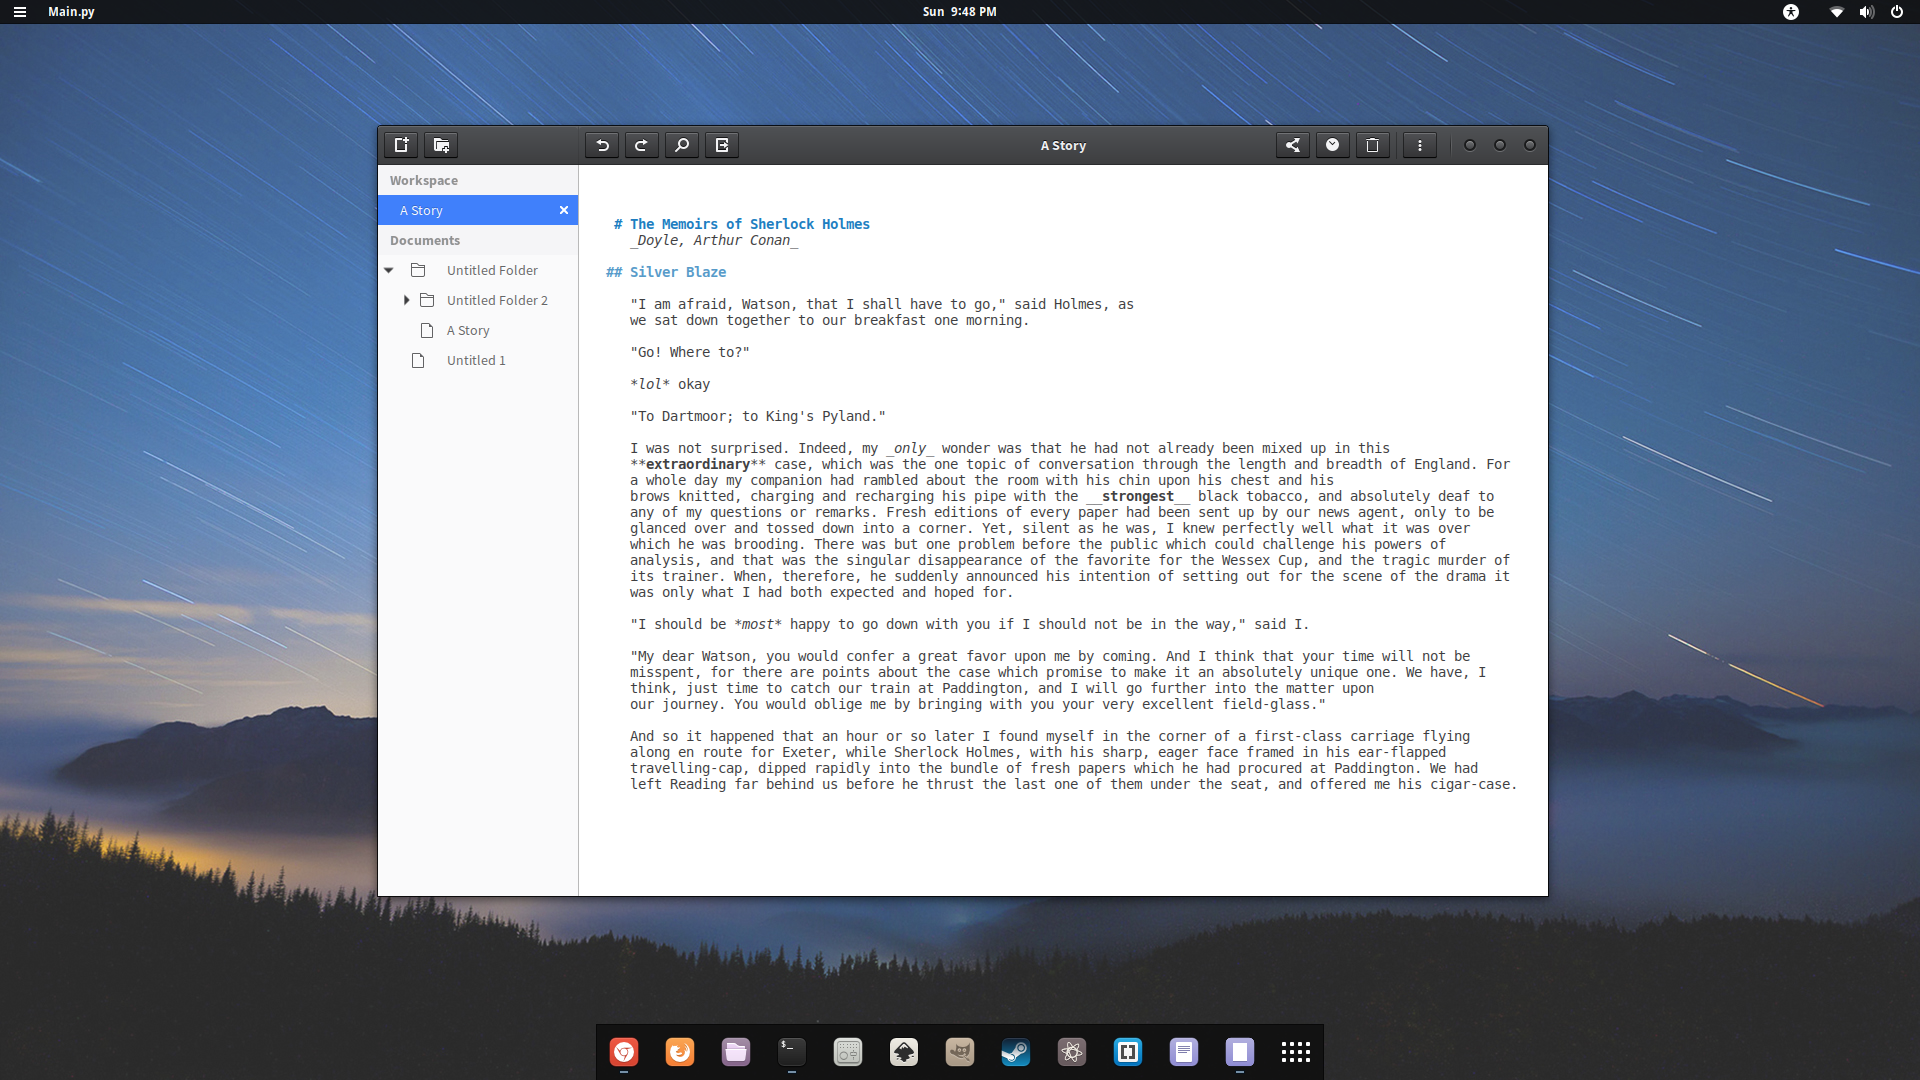 Main.py
Sun 9:48 PM
A Story
Workspace
A Story
Documents
Untitled Folder
Untitled Folder 2
A Story
Untitled 1
# The Memoirs of Sherlock Holmes
_Doyle, Arthur Conan_
## Silver Blaze
"I am afraid, Watson, that I shall have to go," said Holmes, as
we sat down together to our breakfast one morning.
"Go! Where to?"
*lol* okay
"To Dartmoor; to King's Pyland."
I was not surprised. Indeed, my _only_ wonder was that he had not already been mixed up in this
**extraordinary** case, which was the one topic of conversation through the length and breadth of England. For
a whole day my companion had rambled about the room with his chin upon his chest and his
brows knitted, charging and recharging his pipe with the __strongest__ black tobacco, and absolutely deaf to
any of my questions or remarks. Fresh editions of every paper had been sent up by our news agent, only to be
glanced over and tossed down into a corner. Yet, silent as he was, I knew perfectly well what it was over
which he was brooding. There was but one problem before the public which could challenge his powers of
analysis, and that was the singular disappearance of the favorite for the Wessex Cup, and the tragic murder of
its trainer. When, therefore, he suddenly announced his intention of setting out for the scene of the drama it
was only what I had both expected and hoped for.
"I should be *most* happy to go down with you if I should not be in the way," said I.
"My dear Watson, you would confer a great favor upon me by coming. And I think that your time will not be
misspent, for there are points about the case which promise to make it an absolutely unique one. We have, I
think, just time to catch our train at Paddington, and I will go further into the matter upon
our journey. You would oblige me by bringing with you your very excellent field-glass."
And so it happened that an hour or so later I found myself in the corner of a first-class carriage flying
along en route for Exeter, while Sherlock Holmes, with his sharp, eager face framed in his ear-flapped
travelling-cap, dipped rapidly into the bundle of fresh papers which he had procured at Paddington. We had
left Reading far behind us before he thrust the last one of them under the seat, and offered me his cigar-case.
$_